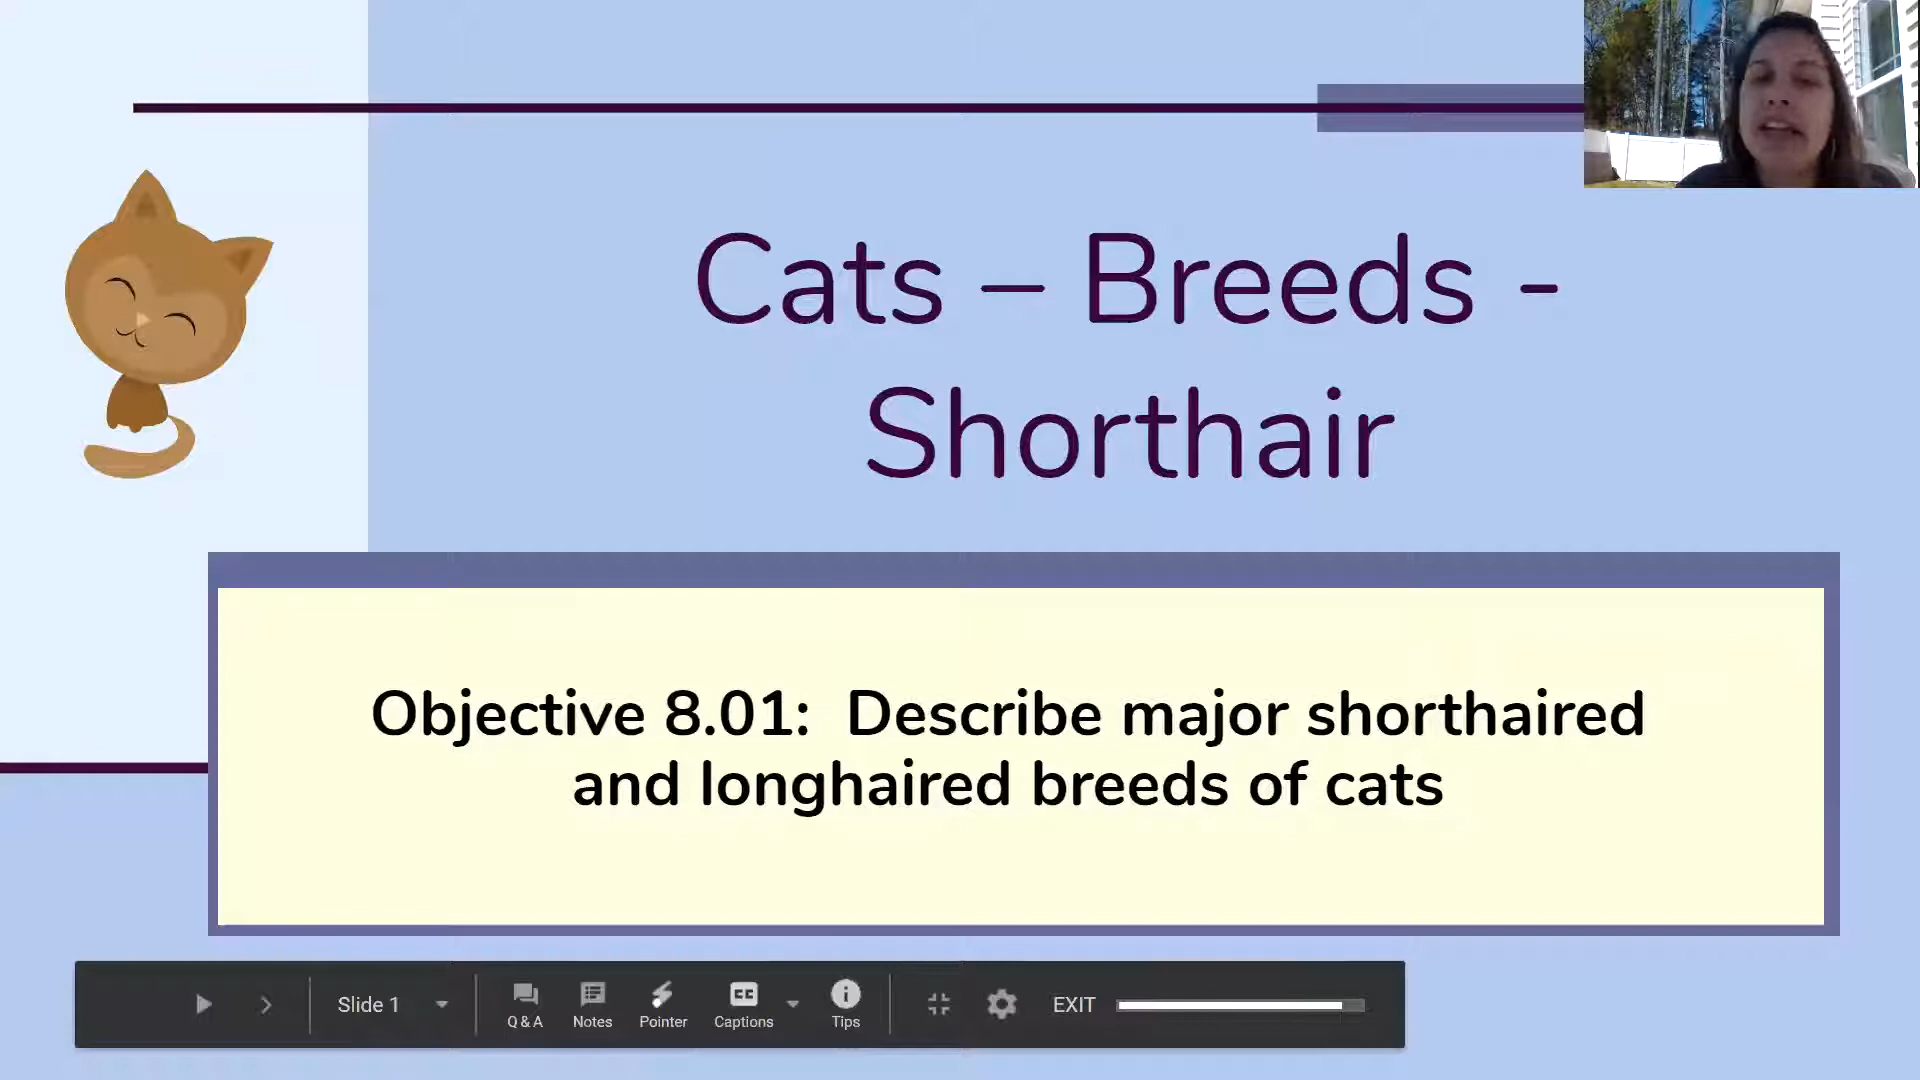 Cats – Breeds -
Shorthair
Objective 8.01:  Describe major shorthaired
and longhaired breeds of cats
Slide 1
Q & A
Notes
Pointer
CC
Captions
Tips
EXIT